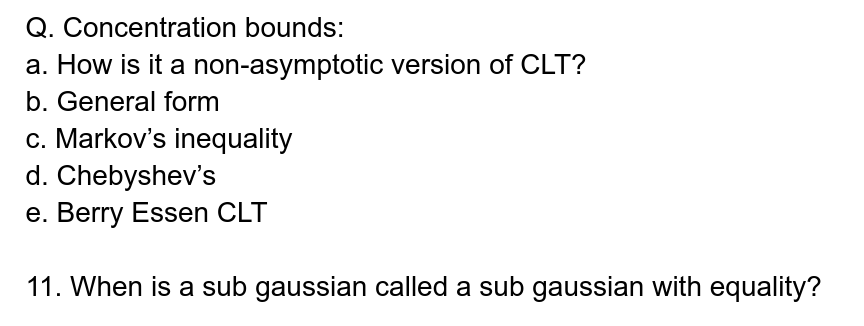 Q. Concentration bounds:
a. How is it a non-asymptotic version of CLT?
b. General form
c. Markov’s inequality
d. Chebyshev’s
e. Berry Essen CLT
11. When is a sub gaussian called a sub gaussian with equality?